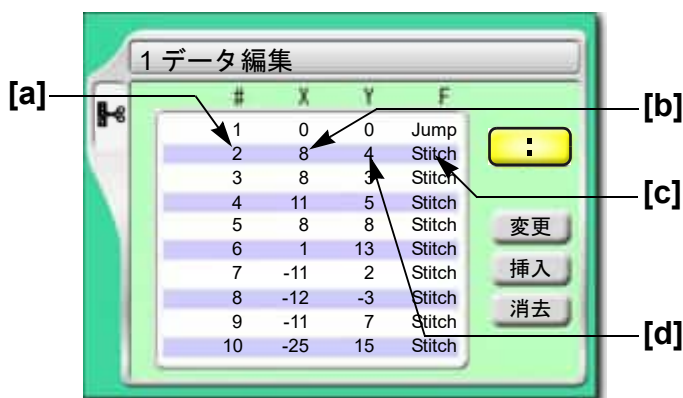 1 データ編集
[a]
# X Y F
[b]
1 0 0 Jump
:
2 8 4 Stitch
3 8 3 Stitch
[c]
4 11 5 Stitch
5 8 8 Stitch
変更
6 1 13 Stitch
7 -11 2 Stitch
挿入
8 -12 -3 Stitch
消去
9 -11 7 Stitch
[d]
10 -25 15 Stitch